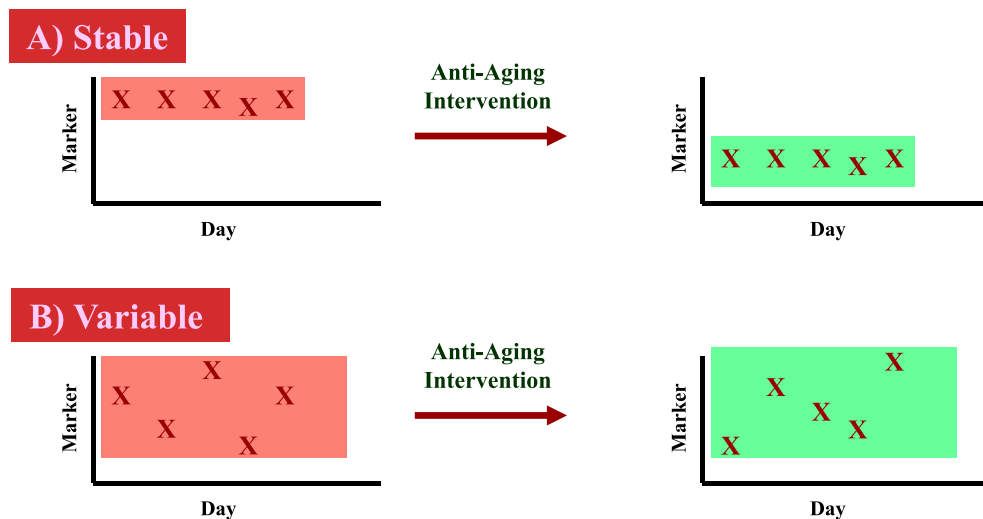 A) Stable
Anti-Aging
Intervention
Marker
X X X X X
Day
Marker
X X X X X
Day
B) Variable
Anti-Aging
Intervention
Marker
X X X X X
Day
Marker
X X X X X
Day